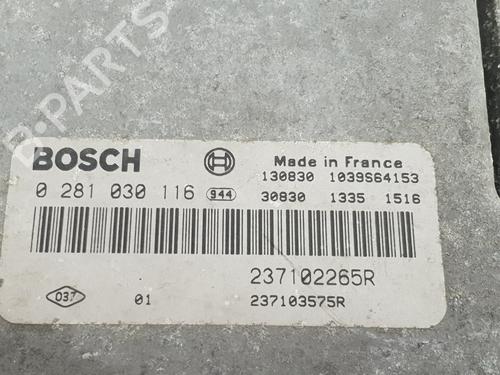 B-PARTS
BOSCH
Made in France
130830 1039S64153
0 281 030 116 944
30830 1335 1516
237102265R
037 01 237103575R